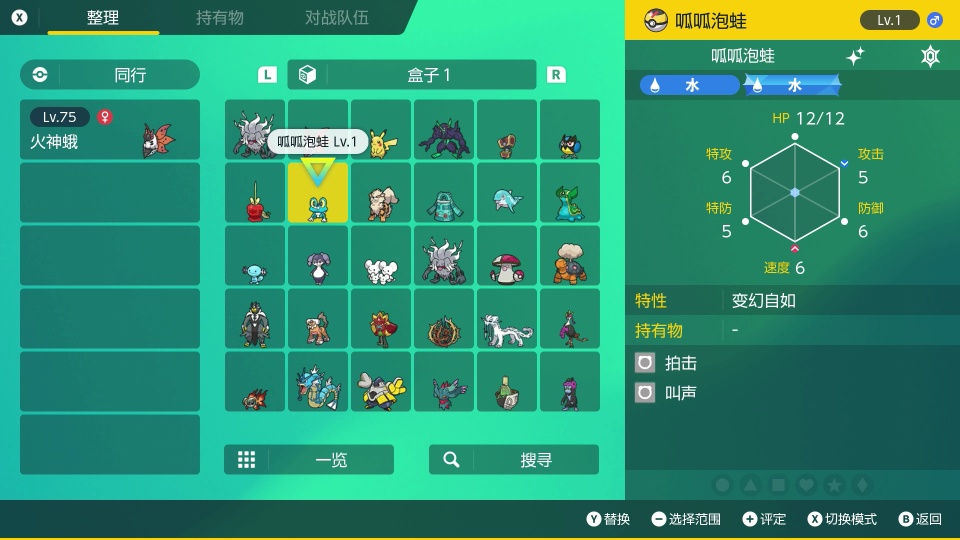 X 整理 持有物 对战队伍
同行
L 盒子 1 R
Lv.75
火神蛾
呱呱泡蛙 Lv.1
一览
搜寻
呱呱泡蛙 Lv.1
呱呱泡蛙
水 水
HP 12/12
特攻
6
攻击
5
特防
5
防御
6
速度 6
特性 变幻自如
持有物 -
拍击
叫声
Y 替换 选择范围 评定 X 切换模式 B 返回